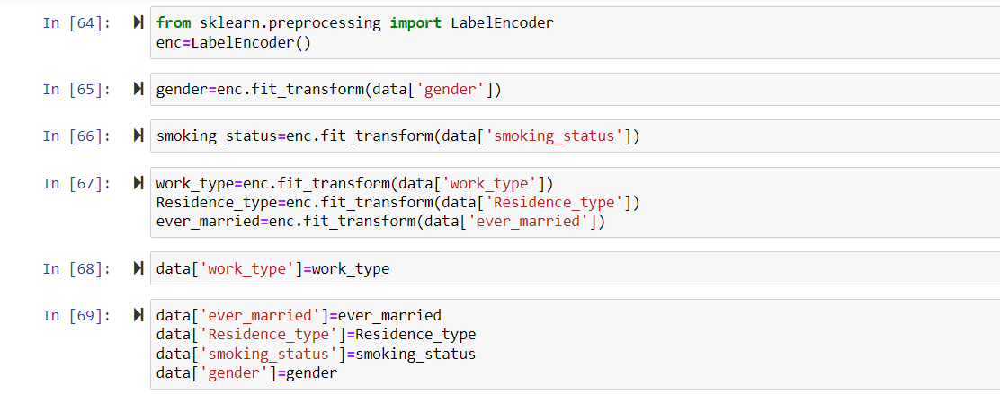 In [64]: from sklearn.preprocessing import LabelEncoder
enc=LabelEncoder()
In [65]: gender=enc.fit_transform(data['gender'])
In [66]: smoking_status=enc.fit_transform(data['smoking_status'])
In [67]: work_type=enc.fit_transform(data['work_type'])
Residence_type=enc.fit_transform(data['Residence_type'])
ever_married=enc.fit_transform(data['ever_married'])
In [68]: data['work_type']=work_type
In [69]: data['ever_married']=ever_married
data['Residence_type']=Residence_type
data['smoking_status']=smoking_status
data['gender']=gender